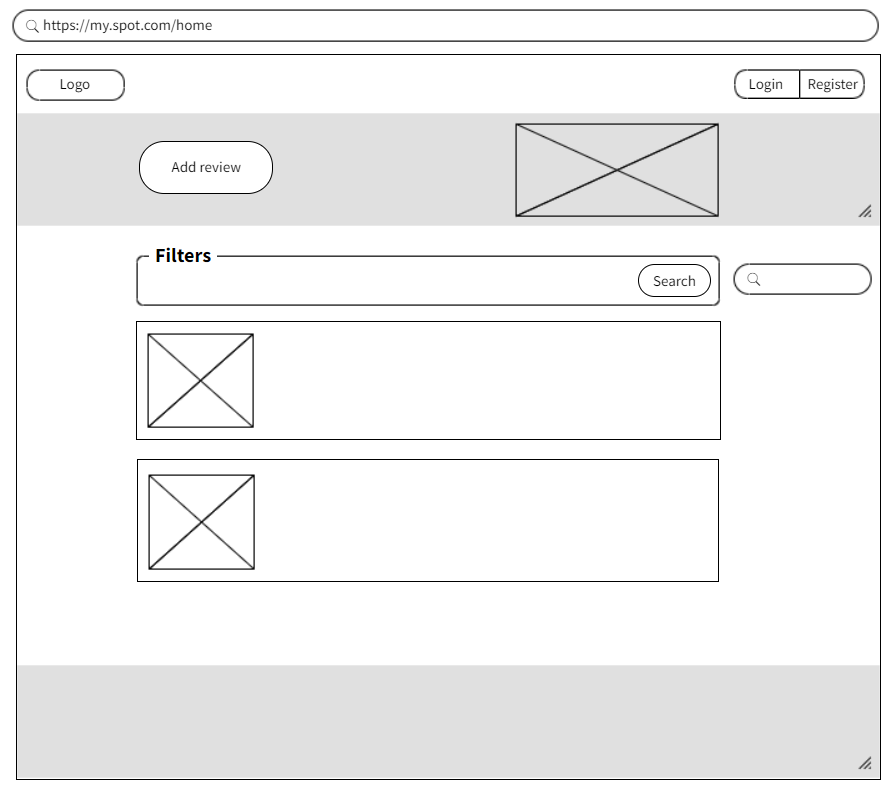 https://my.spot.com/home
Logo
Login
Register
Add review
Filters
Search